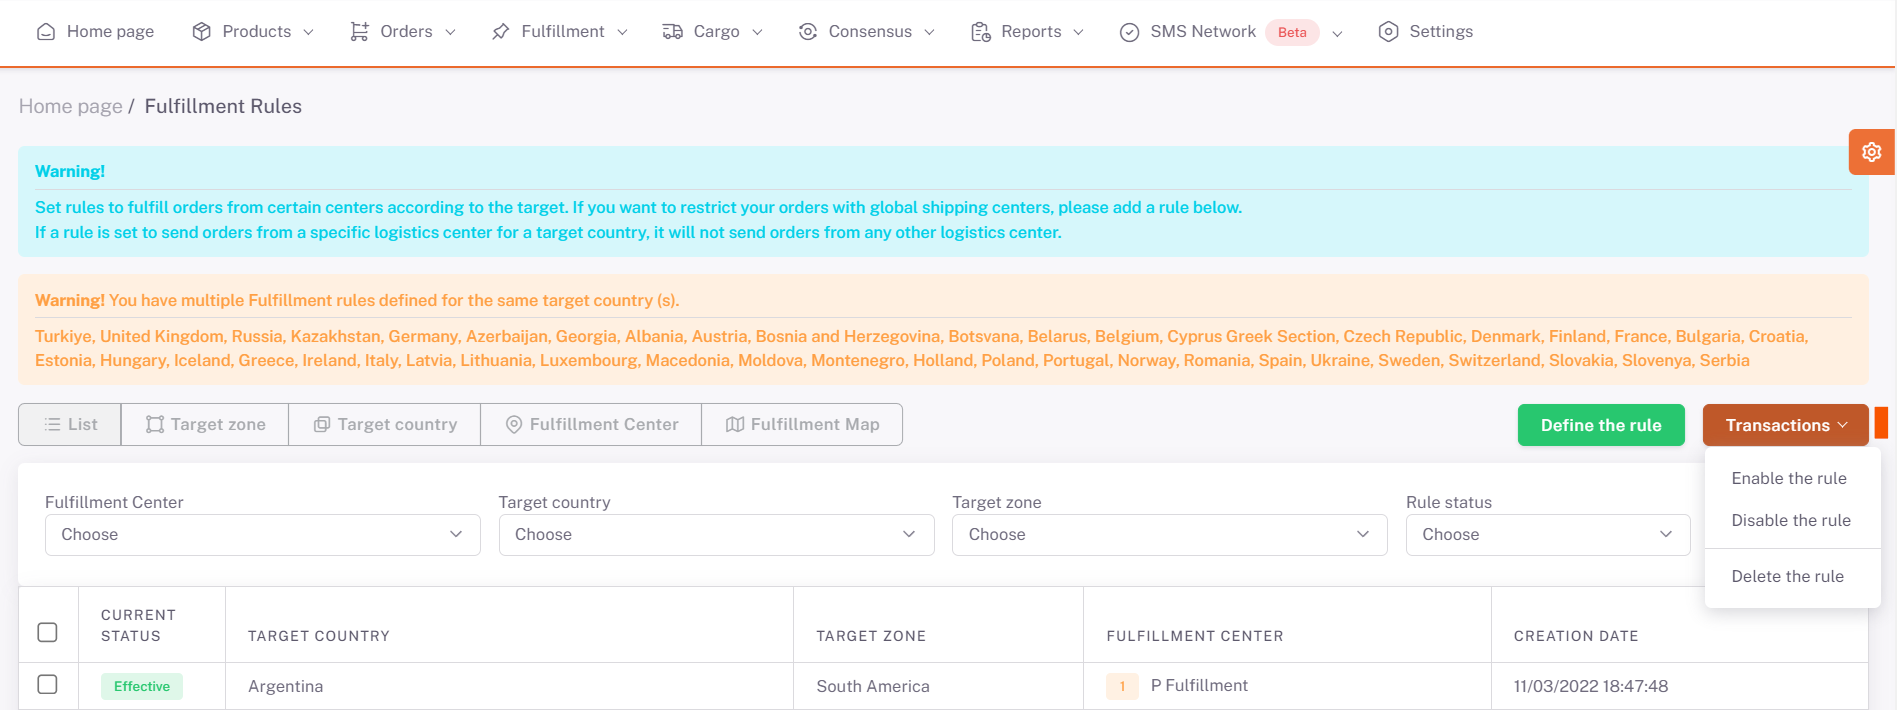 Home page Products Orders Fulfillment Cargo Consensus Reports SMS Network Beta Settings
Home page / Fulfillment Rules
Warning!
Set rules to fulfill orders from certain centers according to the target. If you want to restrict your orders with global shipping centers, please add a rule below.
If a rule is set to send orders from a specific logistics center for a target country, it will not send orders from any other logistics center.
Warning! You have multiple Fulfillment rules defined for the same target country (s).
Turkiye, United Kingdom, Russia, Kazakhstan, Germany, Azerbaijan, Georgia, Albania, Austria, Bosnia and Herzegovina, Botsvana, Belarus, Belgium, Cyprus Greek Section, Czech Republic, Denmark, Finland, France, Bulgaria, Croatia,
Estonia, Hungary, Iceland, Greece, Ireland, Italy, Latvia, Lithuania, Luxembourg, Macedonia, Moldova, Montenegro, Holland, Poland, Portugal, Norway, Romania, Spain, Ukraine, Sweden, Switzerland, Slovakia, Slovenya, Serbia
List Target zone Target country Fulfillment Center Fulfillment Map Define the rule Transactions
Enable the rule
Disable the rule
Delete the rule
Fulfillment Center Target country Target zone Rule status
Choose Choose Choose Choose
CURRENT
STATUS TARGET COUNTRY TARGET ZONE FULFILLMENT CENTER CREATION DATE
Effective Argentina South America 1 P Fulfillment 11/03/2022 18:47:48